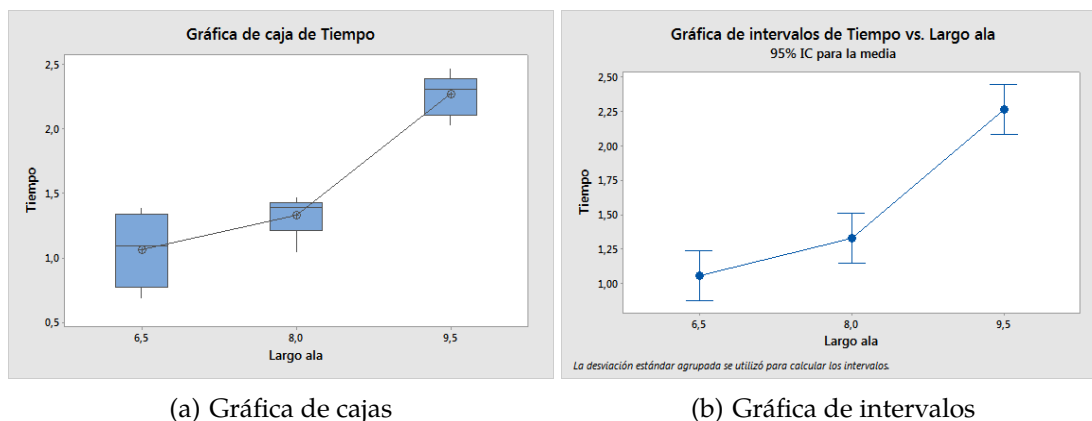 Gráfica de caja de Tiempo
2,5
2,0
1,5
1,0
0,5
Tiempo
6,5
8,0
9,5
Largo ala
(a) Gráfica de cajas
Gráfica de intervalos de Tiempo vs. Largo ala
95% IC para la media
2,50
2,25
2,00
1,75
1,50
1,25
1,00
Tiempo
6,5
8,0
9,5
Largo ala
La desviación estándar agrupada se utilizó para calcular los intervalos.
(b) Gráfica de intervalos